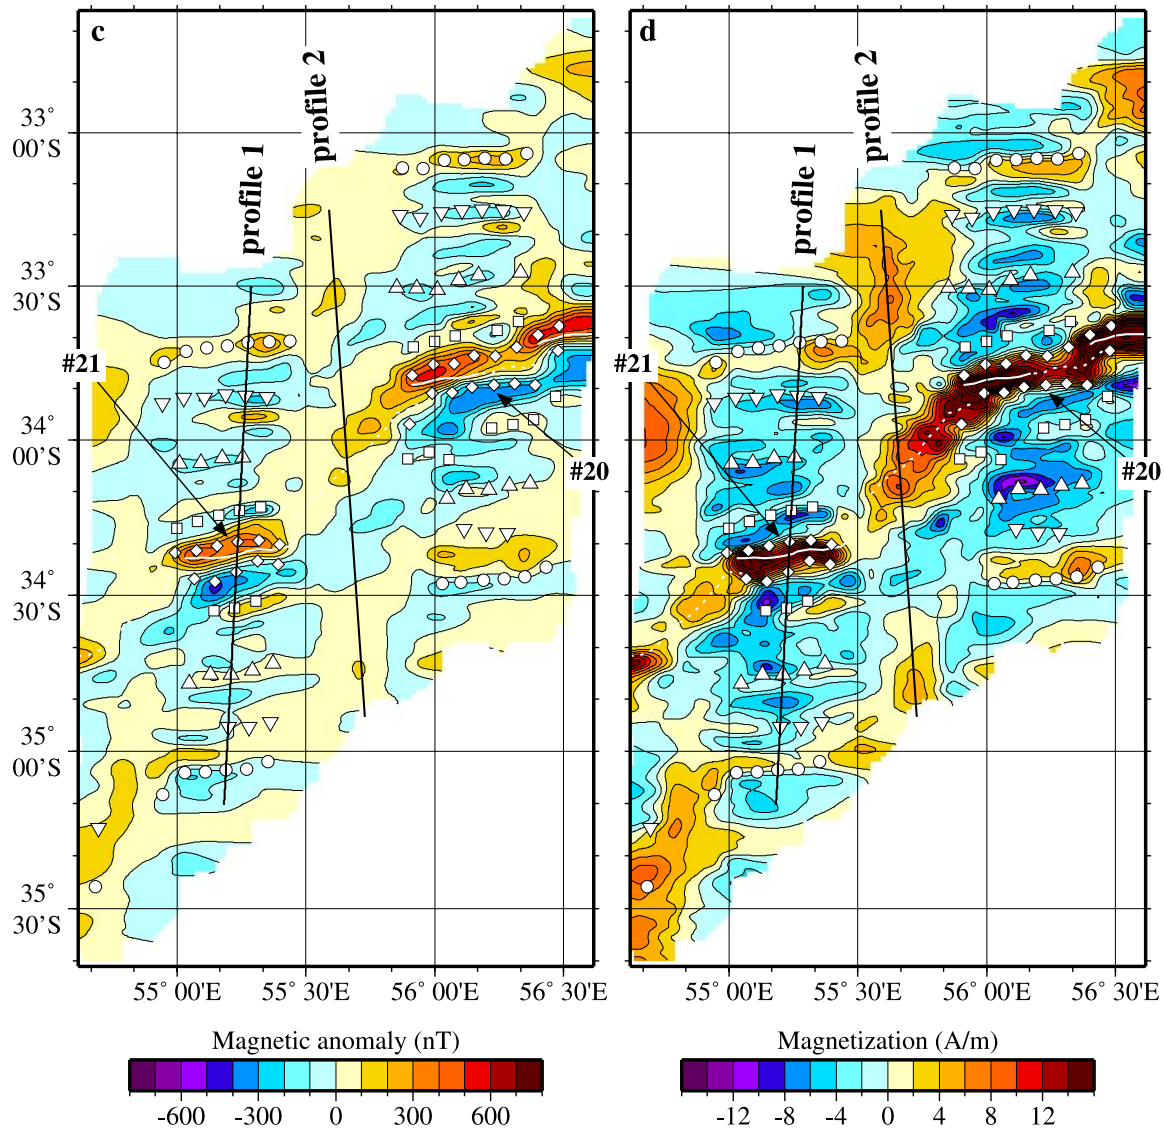 c
d
profile 1
profile 2
profile 1
profile 2
33°
00'S
33°
30'S
34°
00'S
34°
30'S
35°
00'S
35°
30'S
#21
#20
#21
#20
55° 00'E
55° 30'E
56° 00'E
56° 30'E
55° 00'E
55° 30'E
56° 00'E
56° 30'E
Magnetic anomaly (nT)
-600
-300
0
300
600
Magnetization (A/m)
-12
-8
-4
0
4
8
12